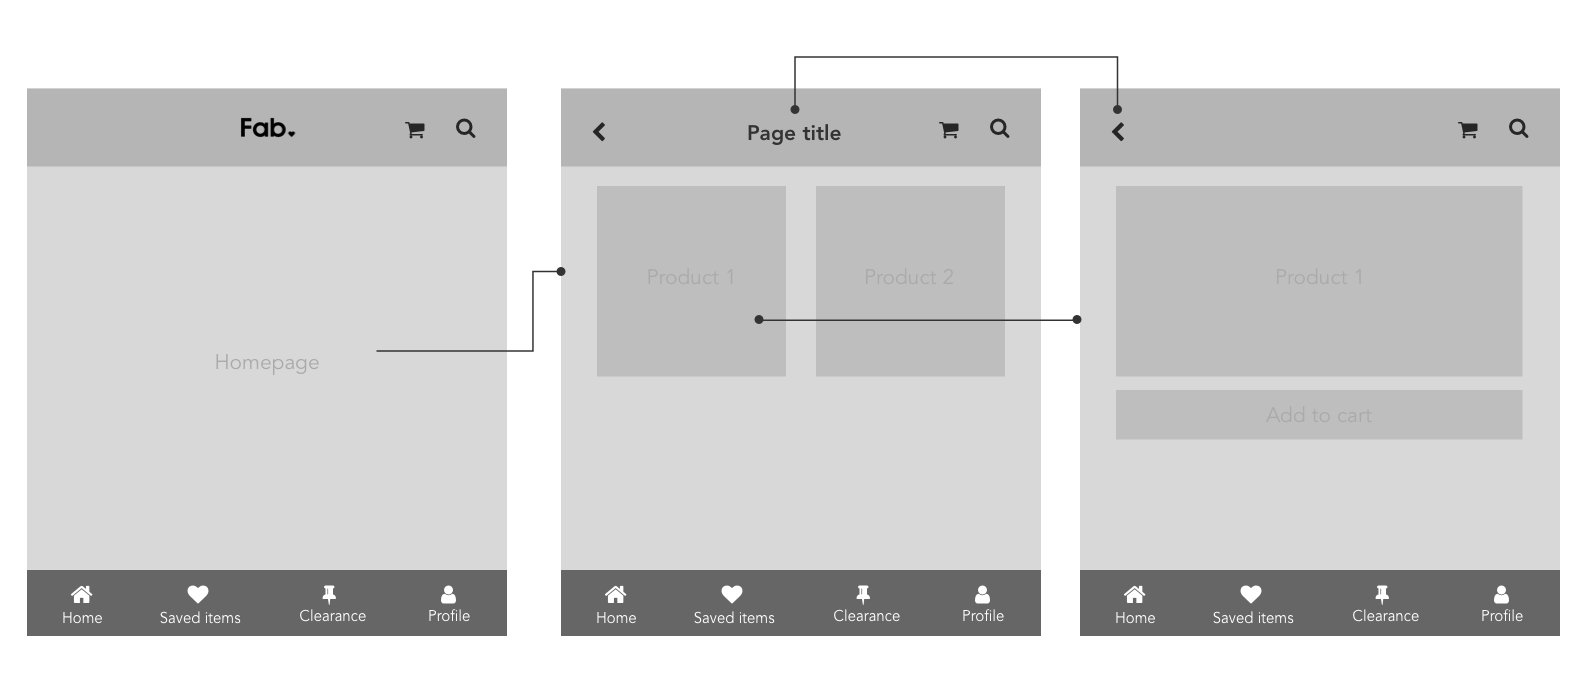 Fab.
Homepage
Home
Saved items
Clearance
Profile
Page title
Product 1
Product 2
Home
Saved items
Clearance
Profile
Product 1
Add to cart
Home
Saved items
Clearance
Profile